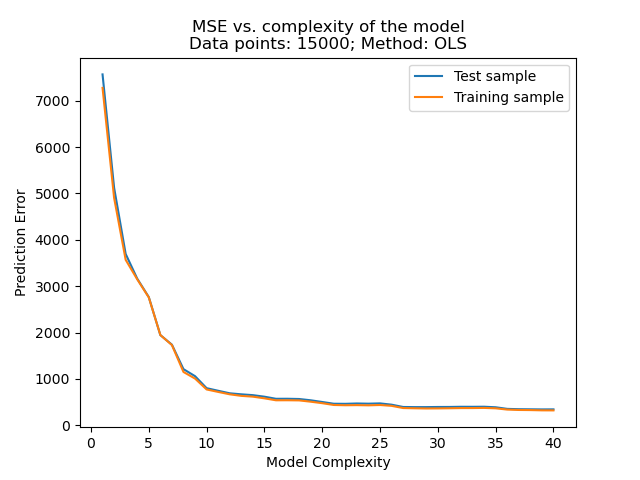 MSE vs. complexity of the model
Data points: 15000; Method: OLS
Test sample
Training sample
Prediction Error
7000
6000
5000
4000
3000
2000
1000
0
0 5 10 15 20 25 30 35 40
Model Complexity